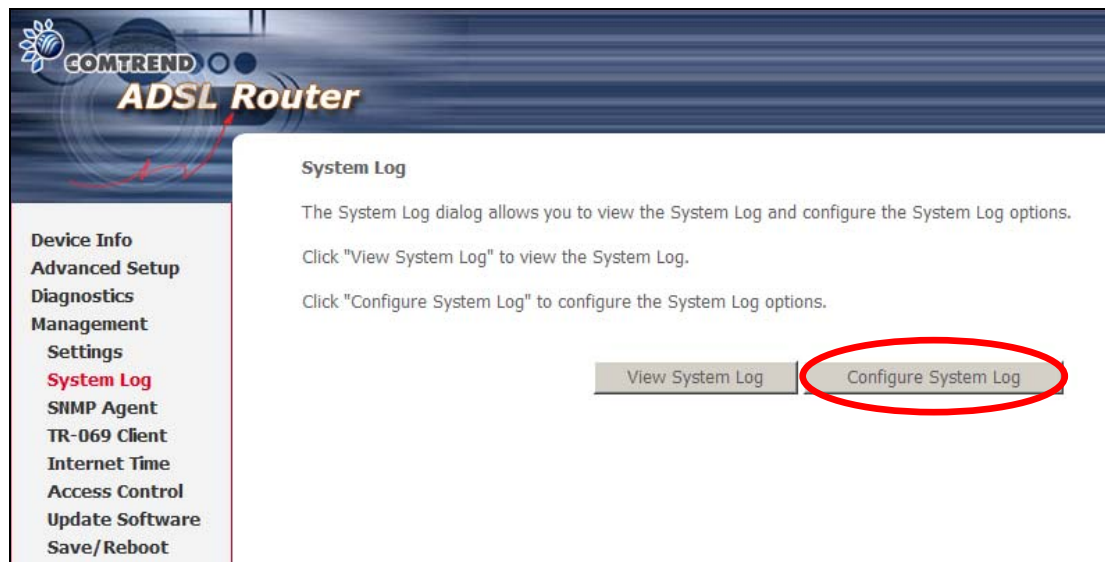 COMTREND
ADSL Router
System Log
The System Log dialog allows you to view the System Log and configure the System Log options.
Click "View System Log" to view the System Log.
Click "Configure System Log" to configure the System Log options.
View System Log
Configure System Log
Device Info
Advanced Setup
Diagnostics
Management
Settings
System Log
SNMP Agent
TR-069 Client
Internet Time
Access Control
Update Software
Save/Reboot